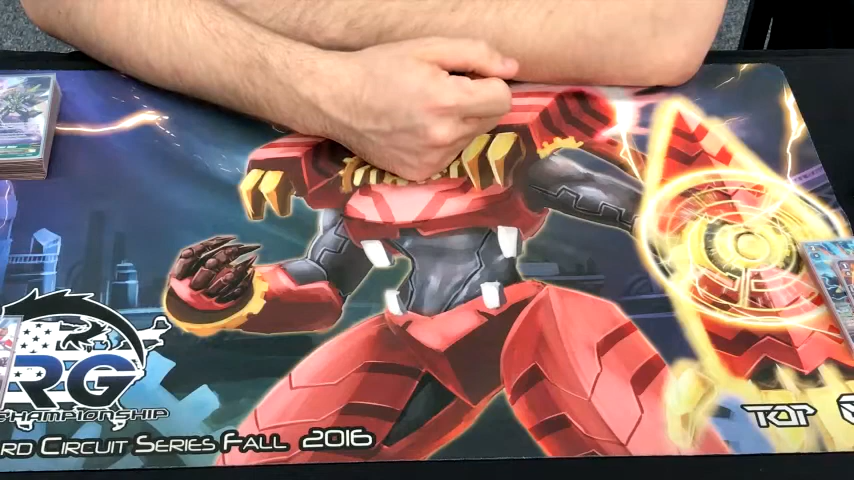 RG
CHAMPIONSHIP
RD CIRCUIT SERIES FALL 2016
TOP